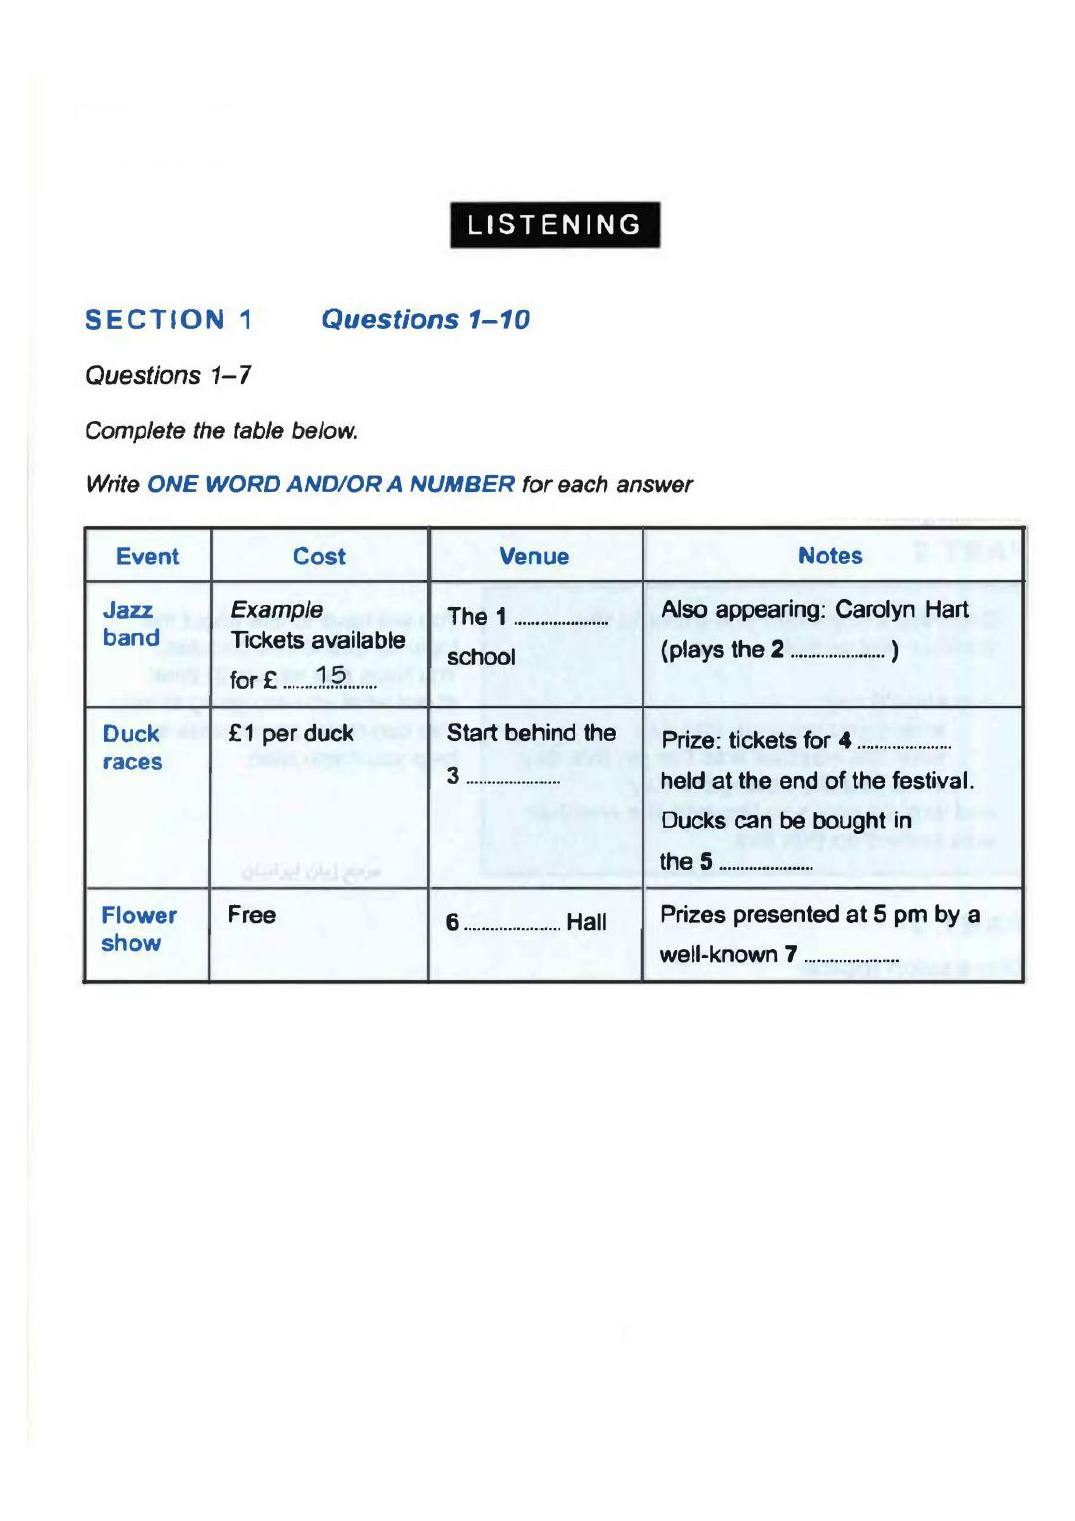 LISTENING
SECTION 1 Questions 1–10
Questions 1–7
Complete the table below.
Write ONE WORD AND/OR A NUMBER for each answer
Event Cost Venue Notes
Jazz band
Example
Tickets available
for £ ......15......
The 1 ....................
school
Also appearing: Carolyn Hart
(plays the 2 .................... )
Duck races
£1 per duck
Start behind the
3 ....................
Prize: tickets for 4 ....................
held at the end of the festival.
Ducks can be bought in
the 5 ....................
Flower show
Free
6 .................... Hall
Prizes presented at 5 pm by a
well-known 7 ....................